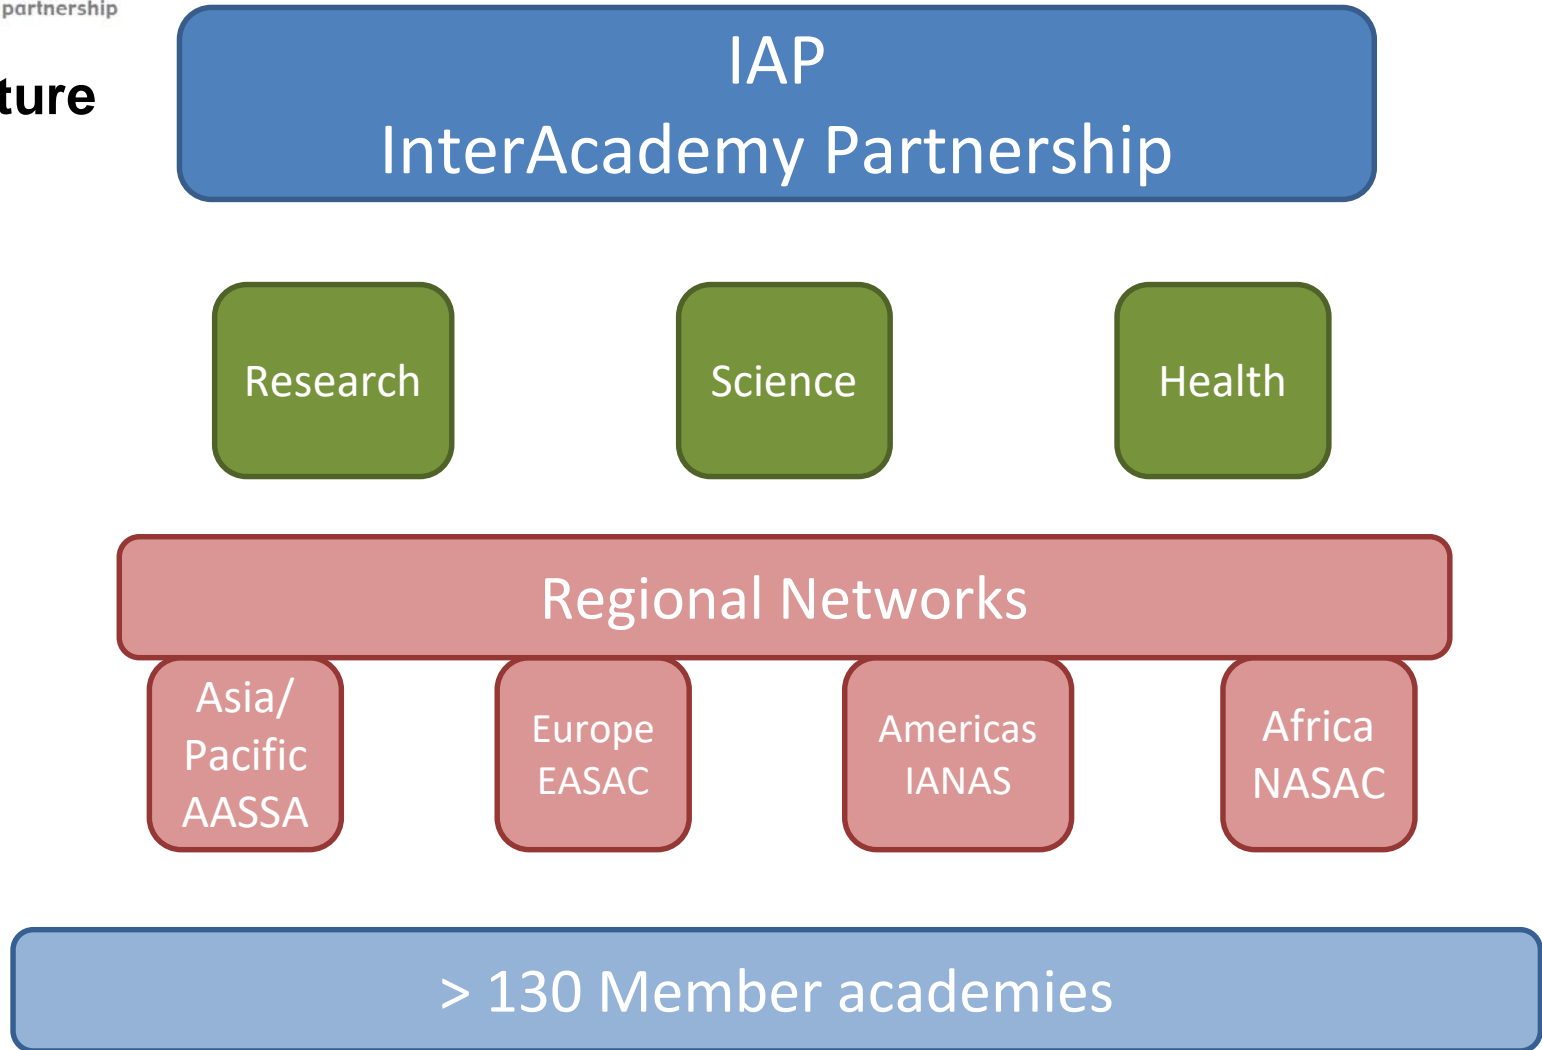 partnership
ture
IAP
InterAcademy Partnership
Research
Science
Health
Regional Networks
Asia/
Pacific
AASSA
Europe
EASAC
Americas
IANAS
Africa
NASAC
> 130 Member academies